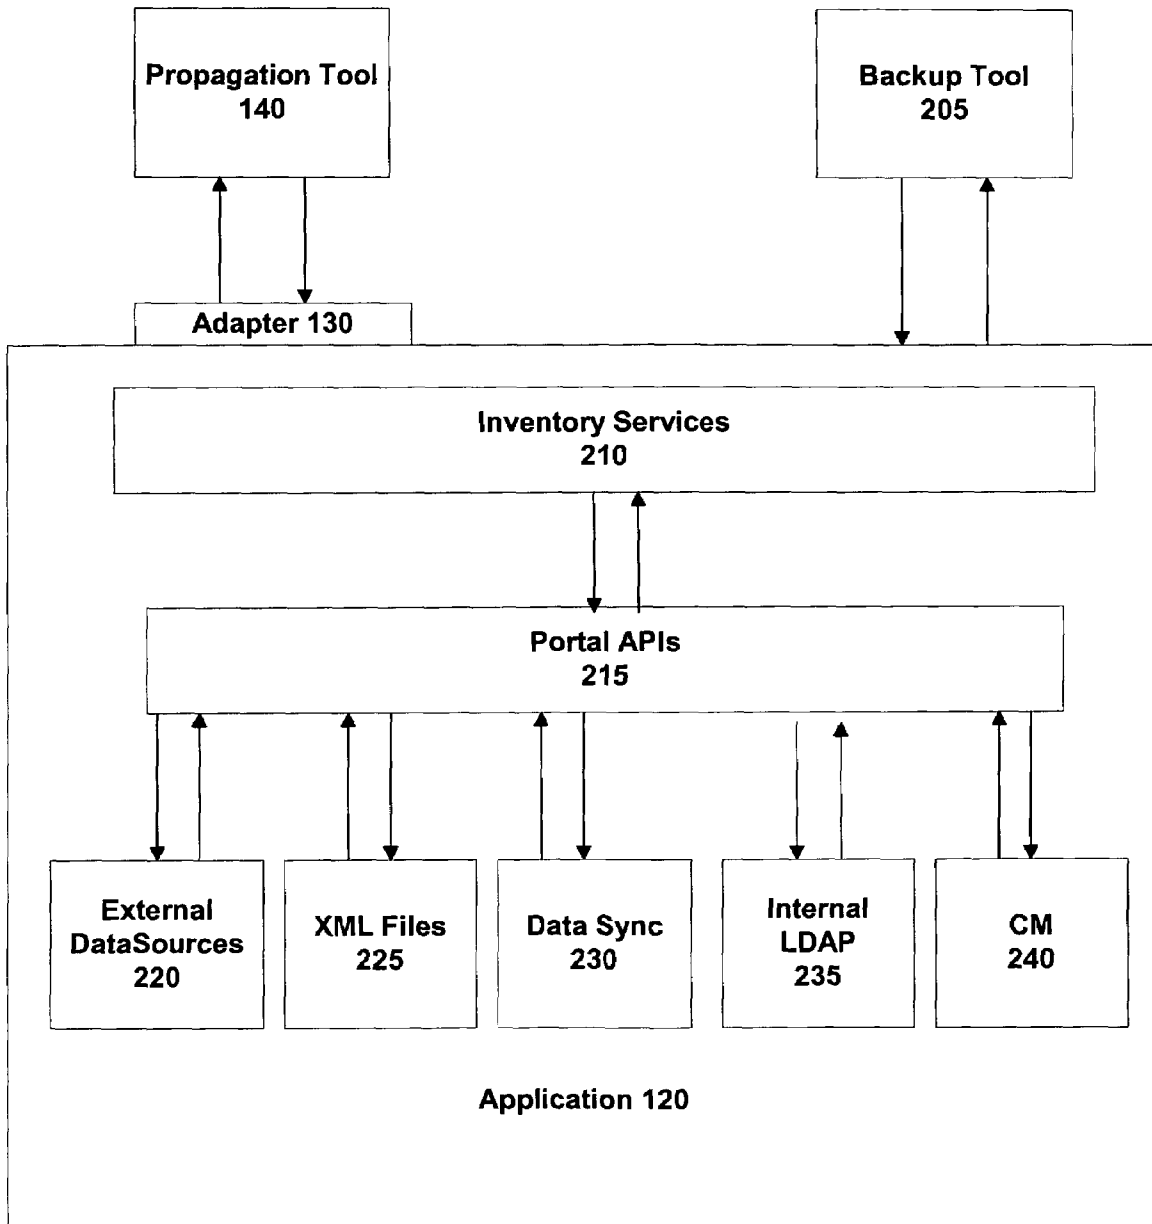 Propagation Tool
140
Backup Tool
205
Adapter 130
Inventory Services
210
Portal APIs
215
External
DataSources
220
XML Files
225
Data Sync
230
Internal
LDAP
235
CM
240
Application 120